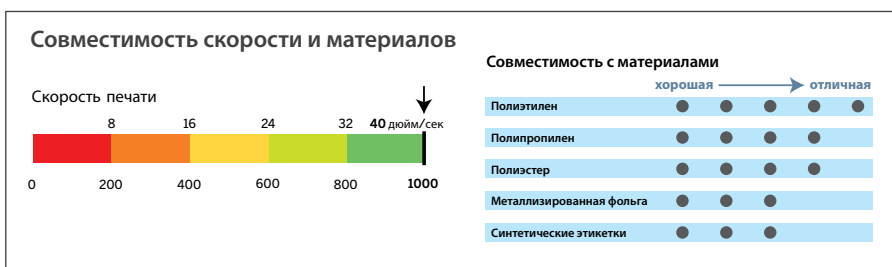 Совместимость скорости и материалов
Скорость печати
8 16 24 32 40 дюйм/сек
0 200 400 600 800 1000
Совместимость с материалами
хорошая отличная
Полиэтилен
Полипропилен
Полиэстер
Металлизированная фольга
Синтетические этикетки